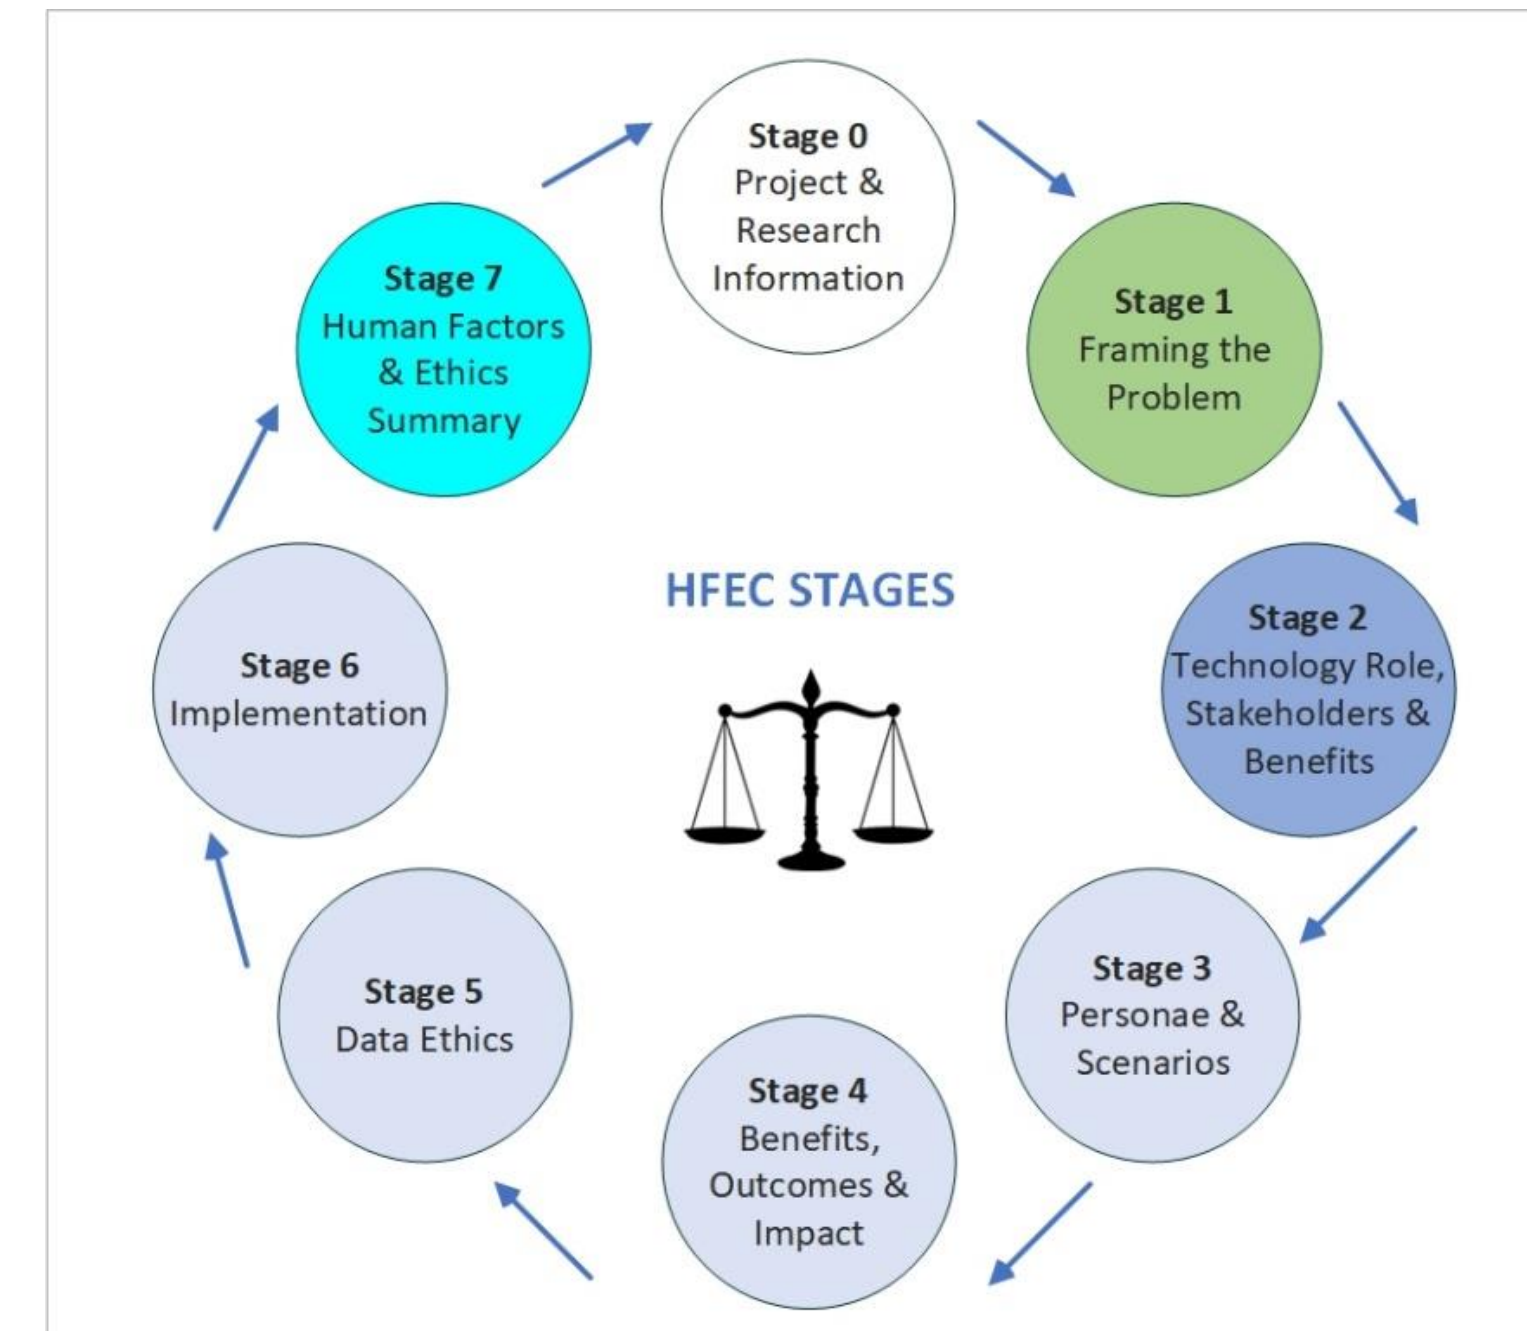 Stage 0
Project &
Research
Information
Stage 1
Framing the
Problem
Stage 2
Technology Role,
Stakeholders &
Benefits
Stage 3
Personae &
Scenarios
Stage 4
Benefits,
Outcomes &
Impact
Stage 5
Data Ethics
Stage 6
Implementation
Stage 7
Human Factors
& Ethics
Summary
HFEC STAGES